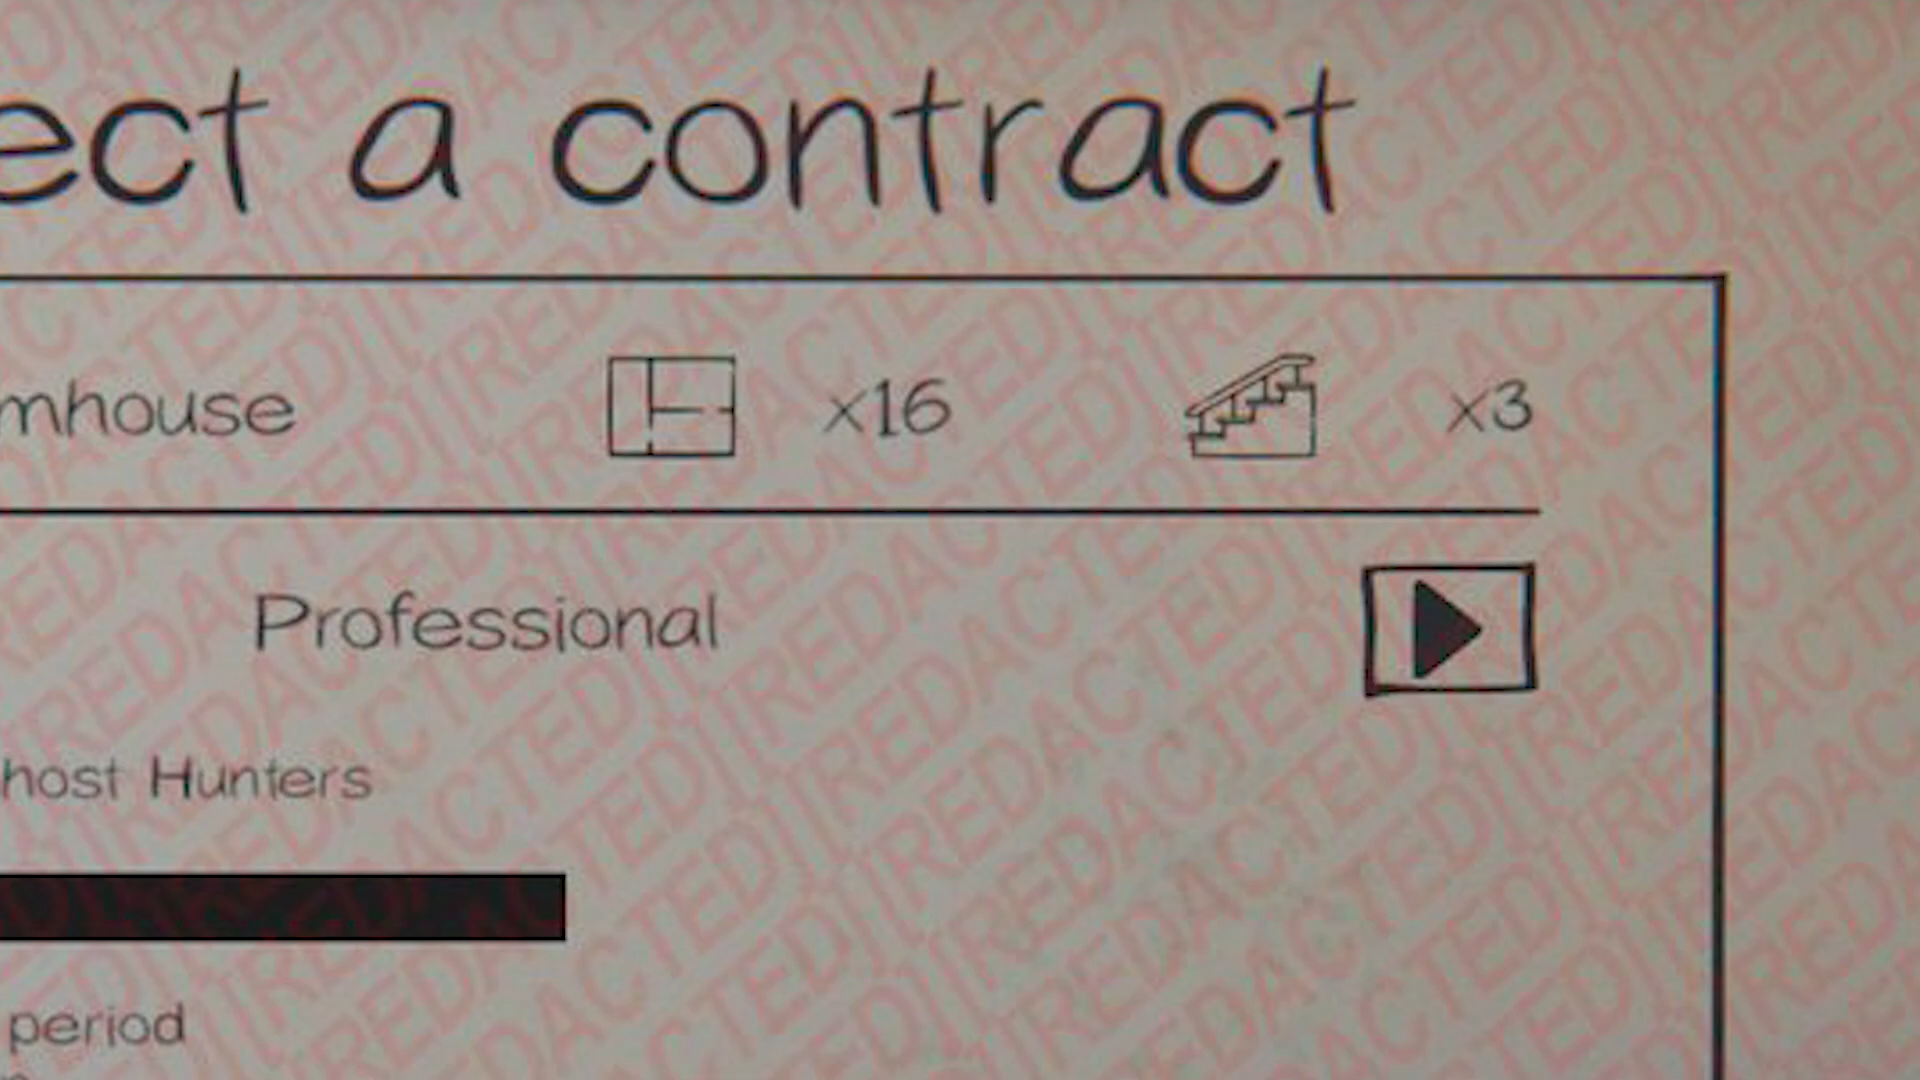 ect a contract
mhouse x16 x3
Professional
host Hunters
period